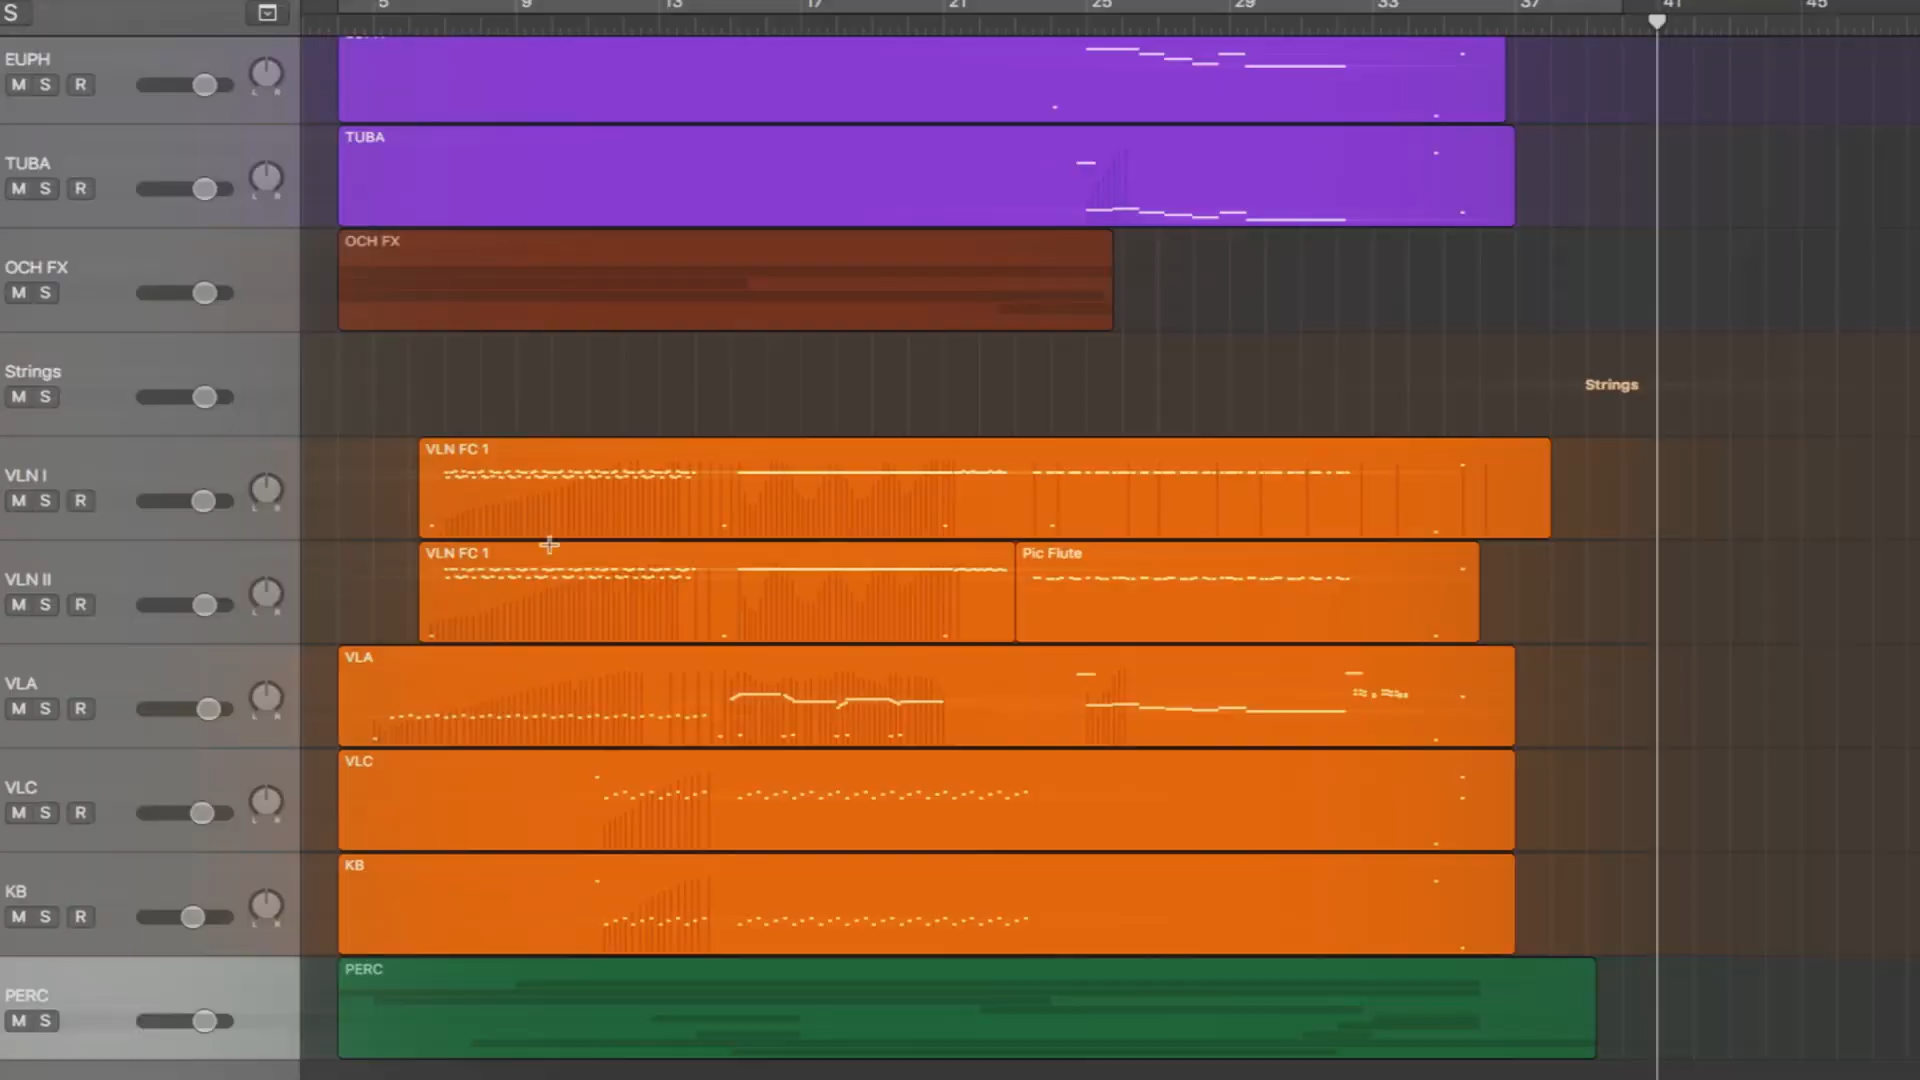 S
5 9 13 17 21 25 29 33 37 41 45
EUPH
M S R
L R
TUBA
M S R
L R
TUBA
OCH FX
M S
OCH FX
Strings
M S
Strings
VLN I
M S R
L R
VLN FC 1
VLN II
M S R
L R
VLN FC 1
Pic Flute
VLA
M S R
L R
VLA
VLC
M S R
L R
VLC
KB
M S R
L R
KB
PERC
M S
PERC